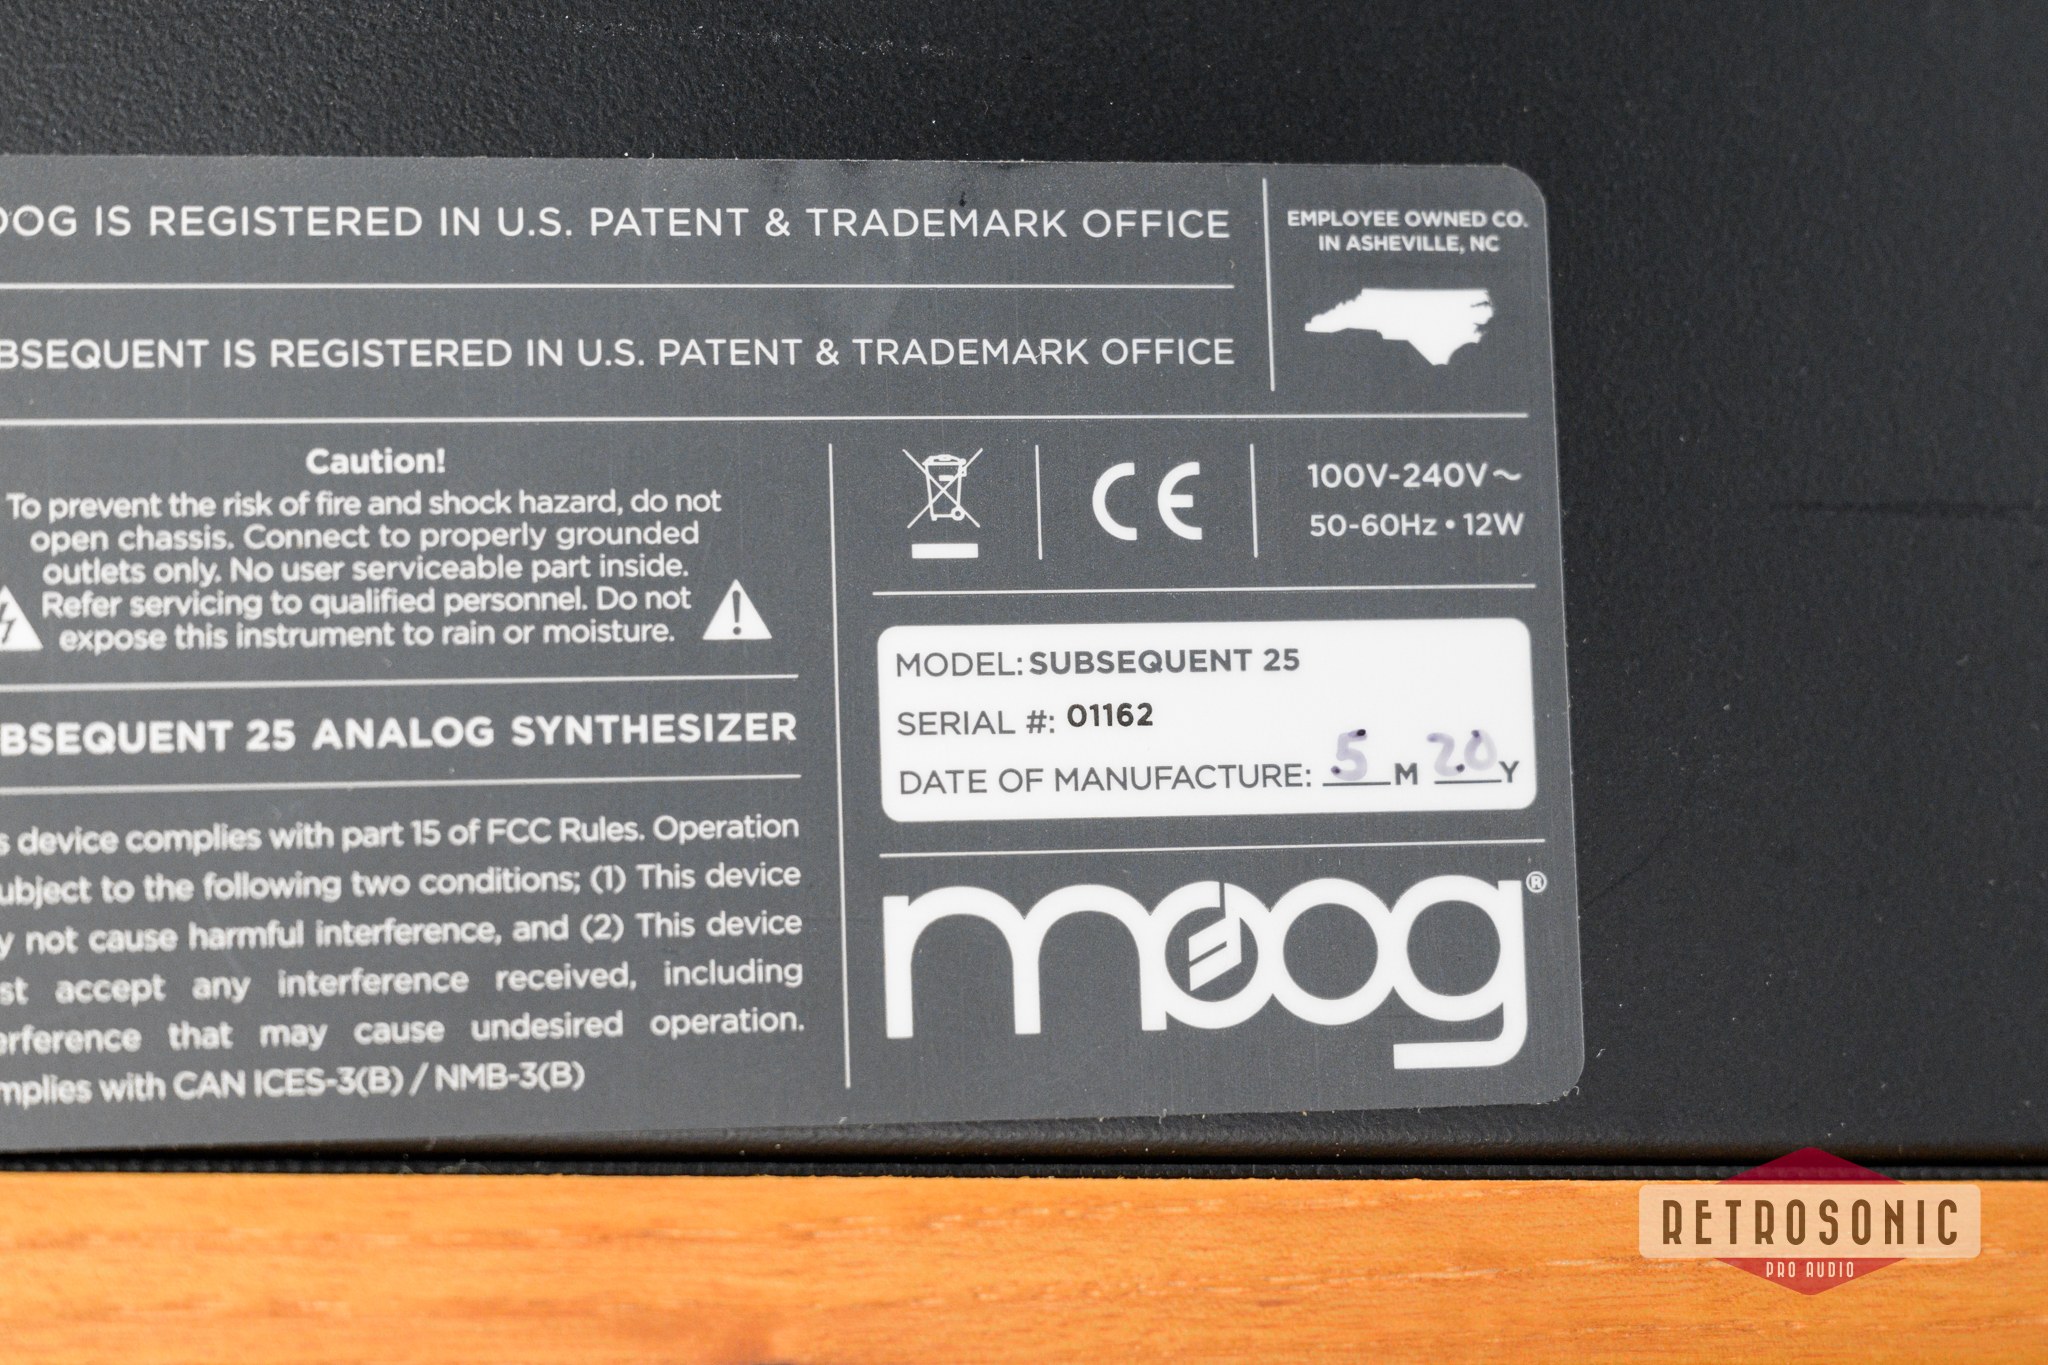 OOG IS REGISTERED IN U.S. PATENT & TRADEMARK OFFICE
EMPLOYEE OWNED CO.
IN ASHEVILLE, NC
BSEQUENT IS REGISTERED IN U.S. PATENT & TRADEMARK OFFICE
Caution!
To prevent the risk of fire and shock hazard, do not
open chassis. Connect to properly grounded
outlets only. No user serviceable part inside.
Refer servicing to qualified personnel. Do not
expose this instrument to rain or moisture.
CE
100V-240V~
50-60Hz • 12W
BSEQUENT 25 ANALOG SYNTHESIZER
s device complies with part 15 of FCC Rules. Operation
ubject to the following two conditions; (1) This device
y not cause harmful interference, and (2) This device
st accept any interference received, including
erference that may cause undesired operation.
mplies with CAN ICES-3(B) / NMB-3(B)
MODEL: SUBSEQUENT 25
SERIAL #: 01162
DATE OF MANUFACTURE: 5 M 20 Y
moog®
RETROSONIC
PRO AUDIO